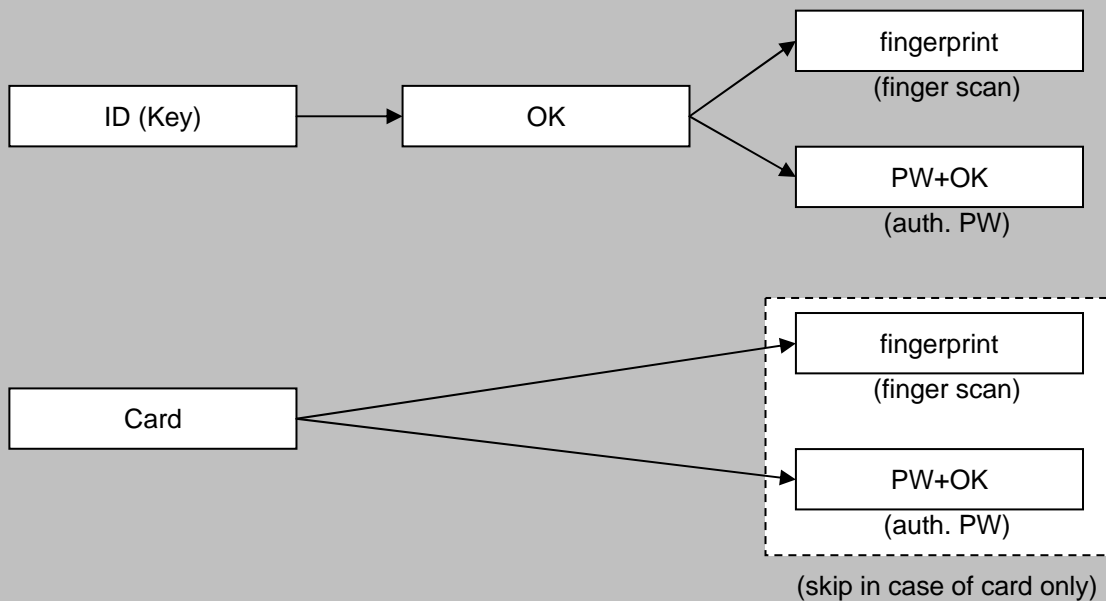 fingerprint
(finger scan)
ID (Key)
OK
PW+OK
(auth. PW)
fingerprint
(finger scan)
Card
PW+OK
(auth. PW)
(skip in case of card only)